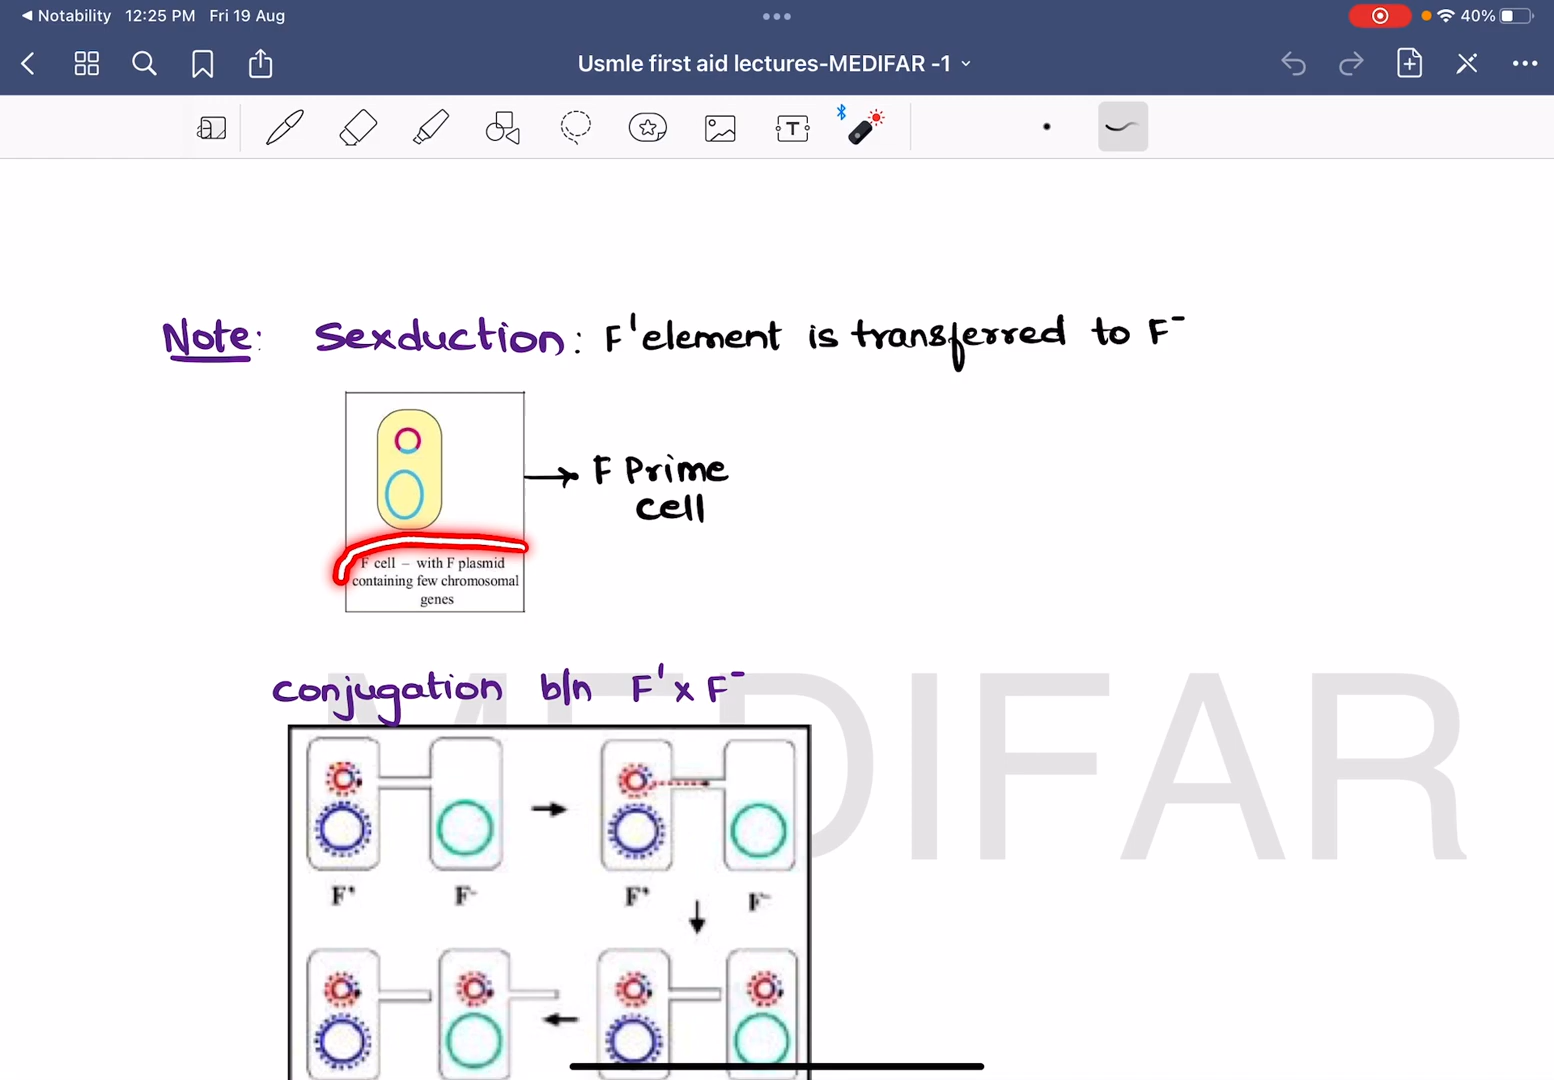 Notability 12:25 PM Fri 19 Aug
40%
Usmle first aid lectures-MEDIFAR -1
T
Note: Sexduction: F' element is transferred to F⁻
F Prime
cell
F cell – with F plasmid
containing few chromosomal
genes
conjugation b/n F' x F⁻
MEDIFAR
F' F⁻ F' F⁻